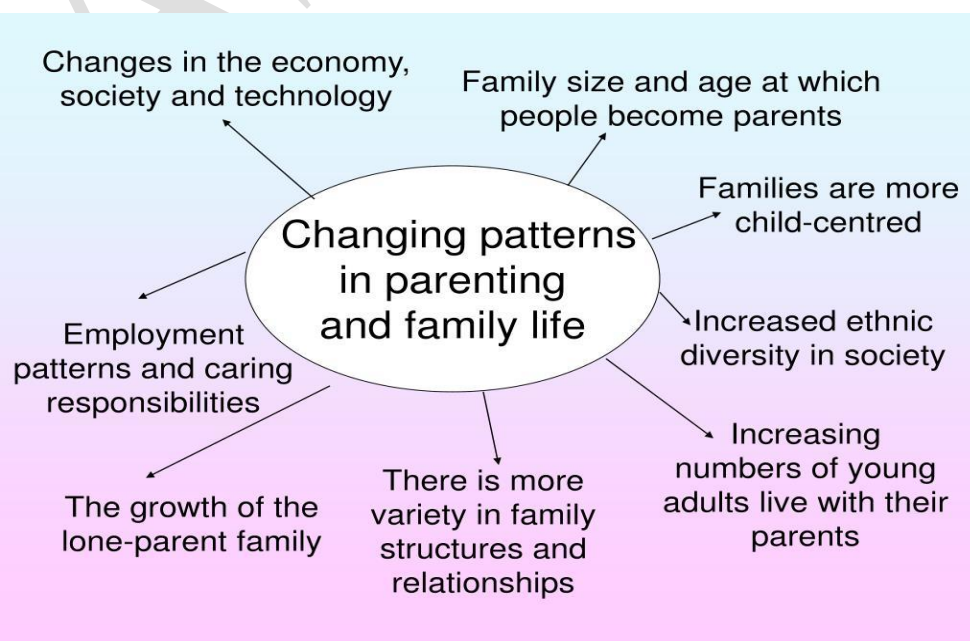 Changes in the economy,
society and technology
Family size and age at which
people become parents
Families are more
child-centred
Changing patterns
in parenting
and family life
Increased ethnic
diversity in society
Employment
patterns and caring
responsibilities
Increasing
numbers of young
adults live with their
parents
There is more
variety in family
structures and
relationships
The growth of the
lone-parent family